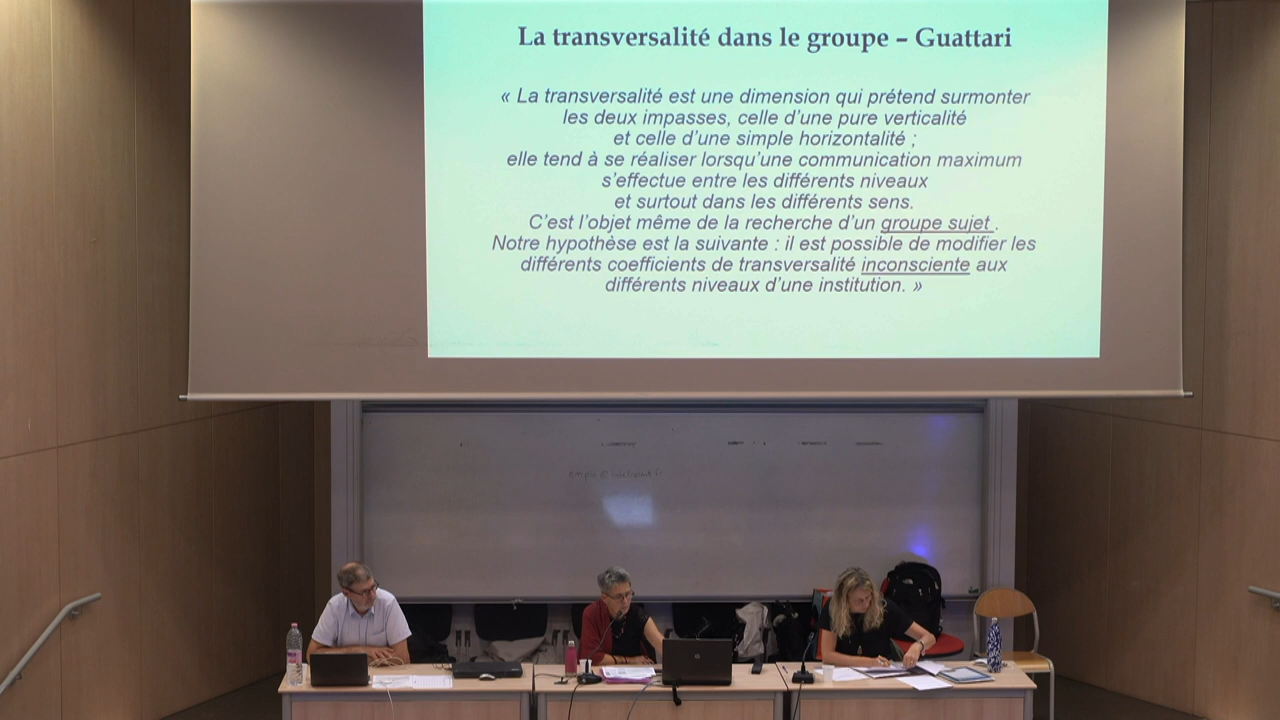 La transversalité dans le groupe – Guattari
« La transversalité est une dimension qui prétend surmonter
les deux impasses, celle d'une pure verticalité
et celle d'une simple horizontalité ;
elle tend à se réaliser lorsqu'une communication maximum
s'effectue entre les différents niveaux
et surtout dans les différents sens.
C'est l'objet même de la recherche d'un groupe sujet .
Notre hypothèse est la suivante : il est possible de modifier les
différents coefficients de transversalité inconsciente aux
différents niveaux d'une institution. »